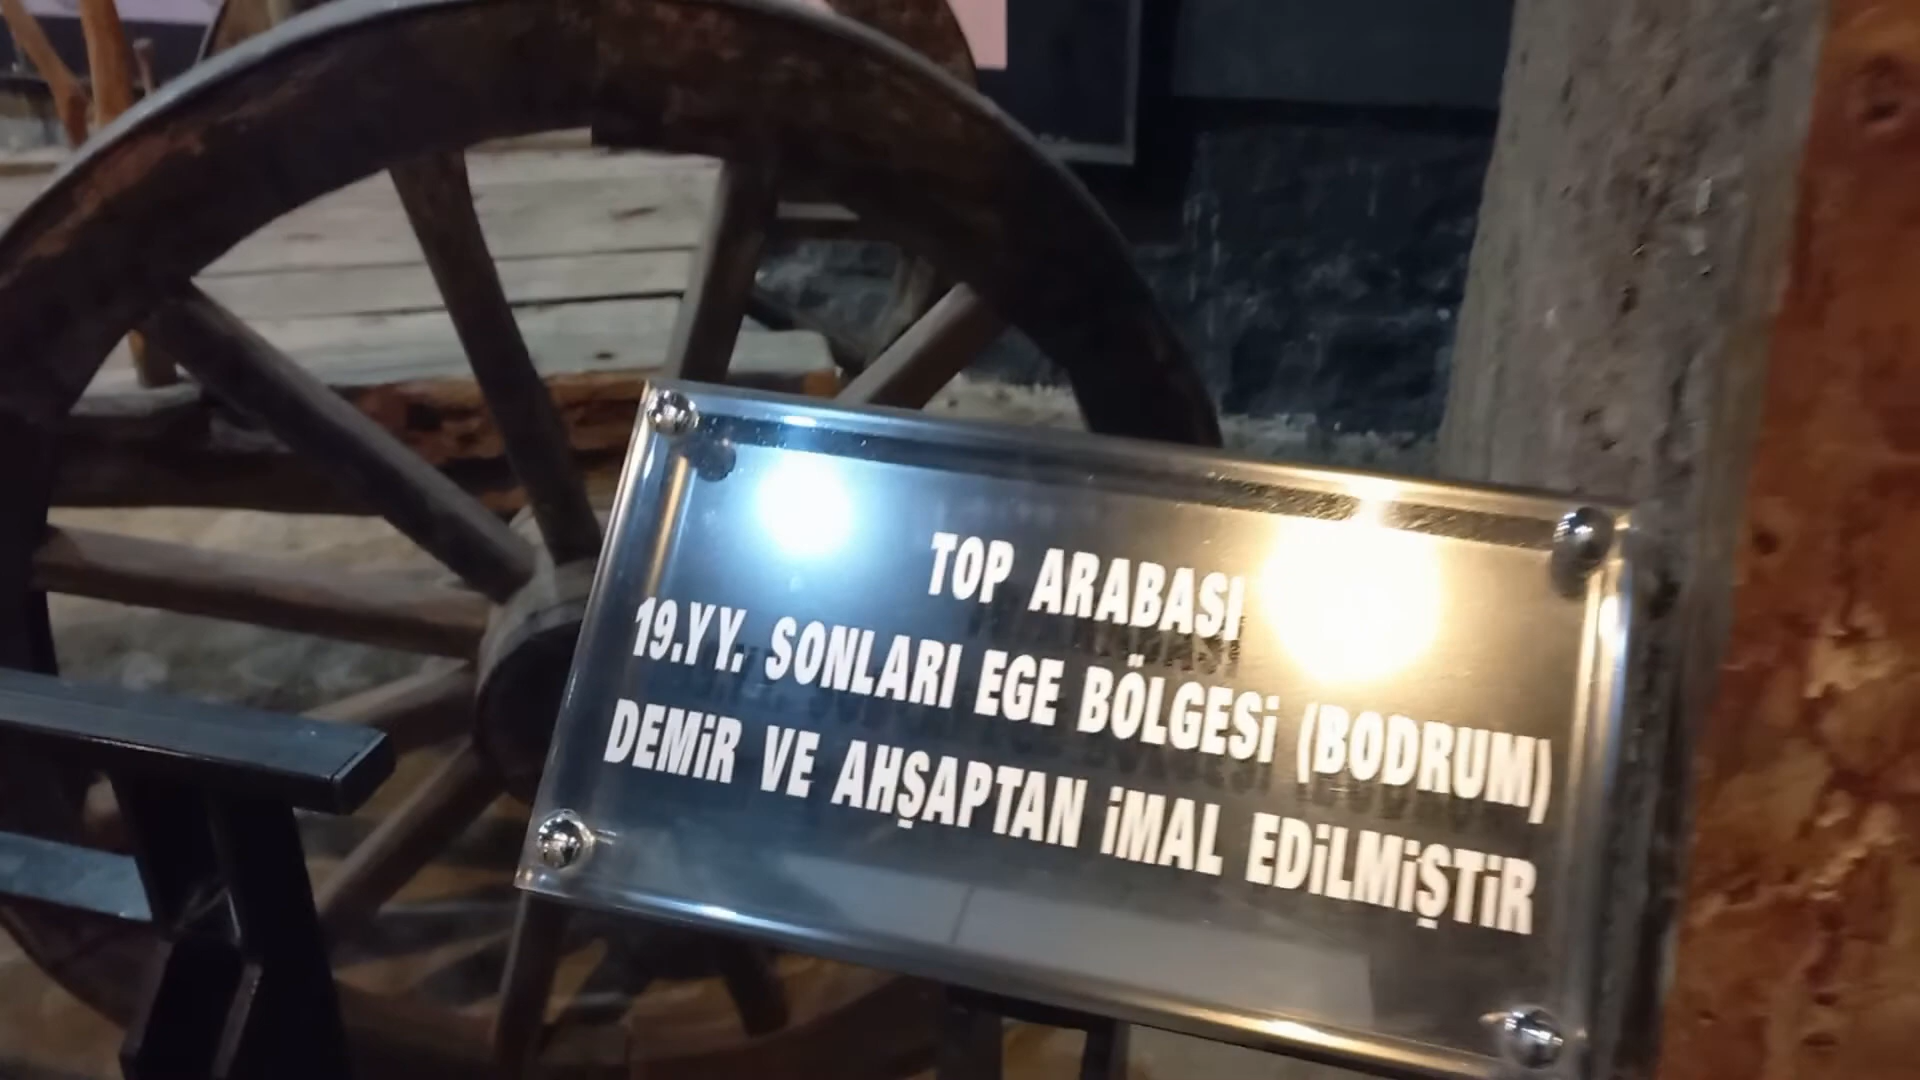 TOP ARABASI
19.YY. SONLARI EGE BÖLGESİ (BODRUM)
DEMİR VE AHŞAPTAN İMAL EDİLMİŞTİR